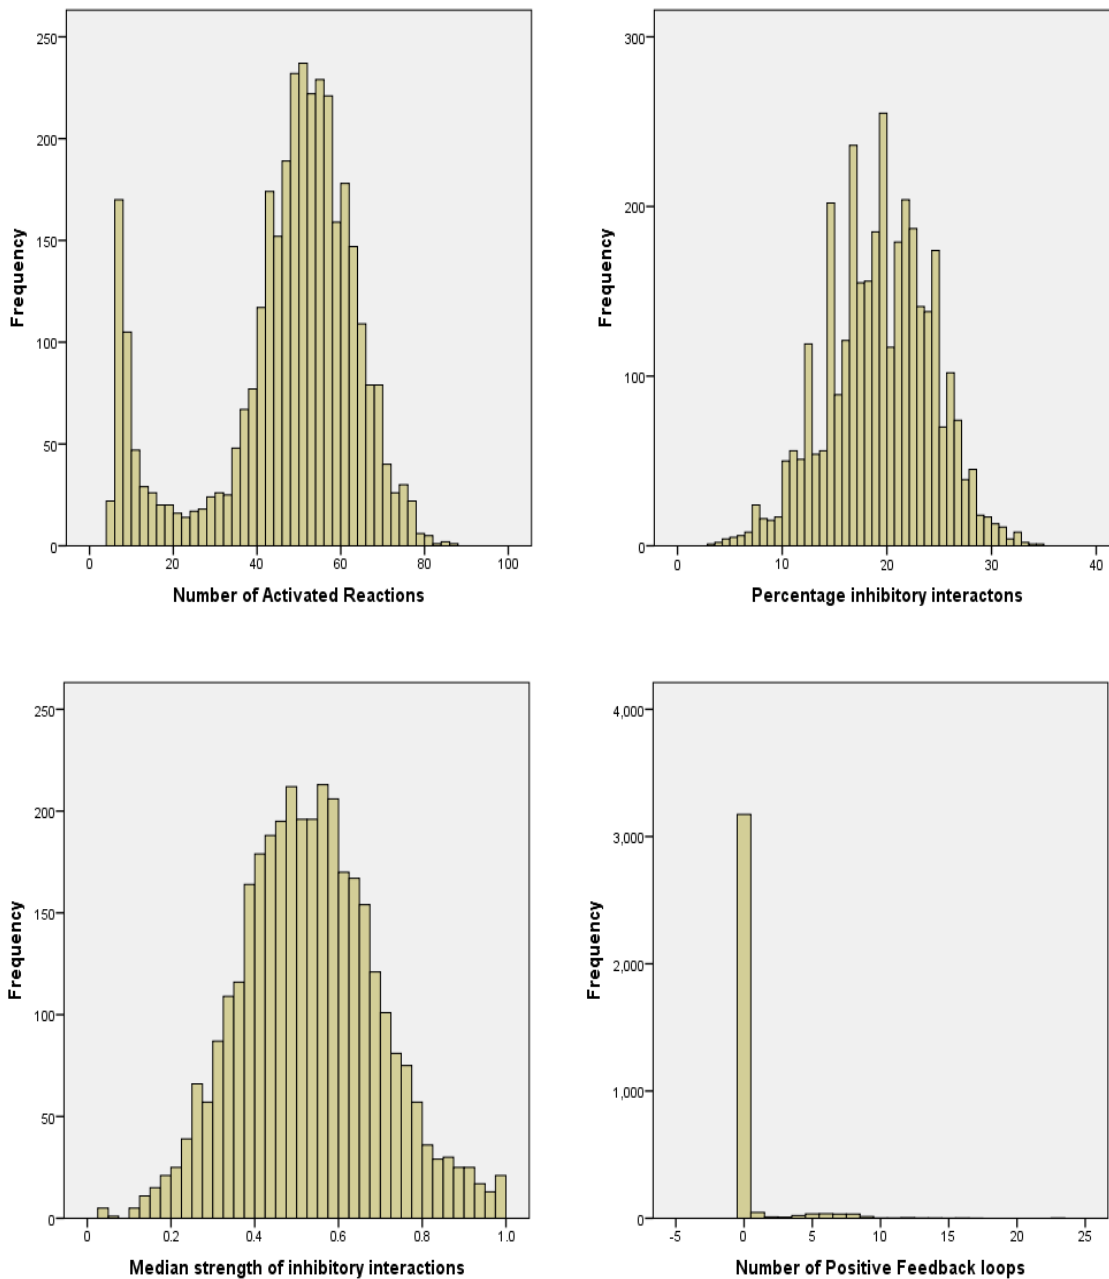 250
200
150
100
50
0
Frequency
0 20 40 60 80 100
Number of Activated Reactions
300
200
100
0
Frequency
0 10 20 30 40
Percentage inhibitory interactons
250
200
150
100
50
0
Frequency
0 0.2 0.4 0.6 0.8 1.0
Median strength of inhibitory interactions
4,000
3,000
2,000
1,000
0
Frequency
-5 0 5 10 15 20 25
Number of Positive Feedback loops